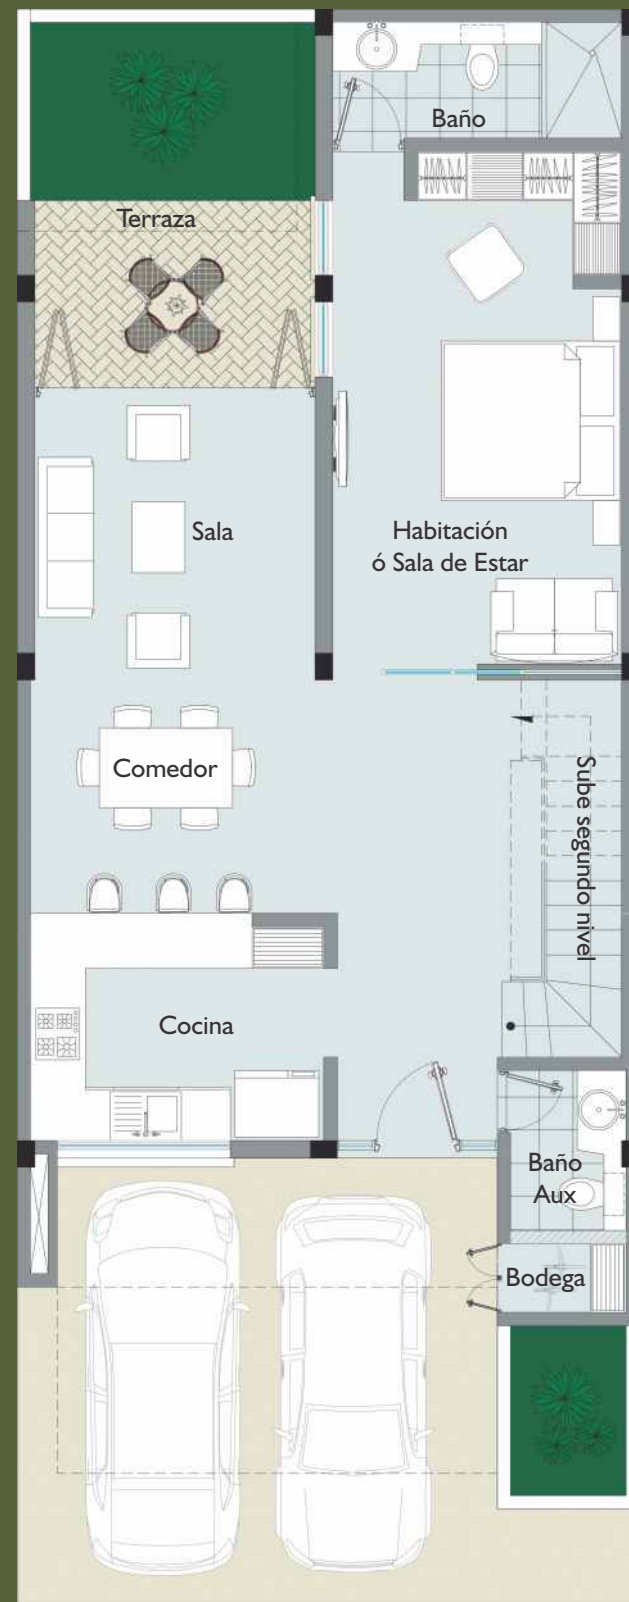 Baño
Terraza
Sala
Habitación
ó Sala de Estar
Comedor
Sube segundo nivel
Cocina
Baño
Aux
Bodega